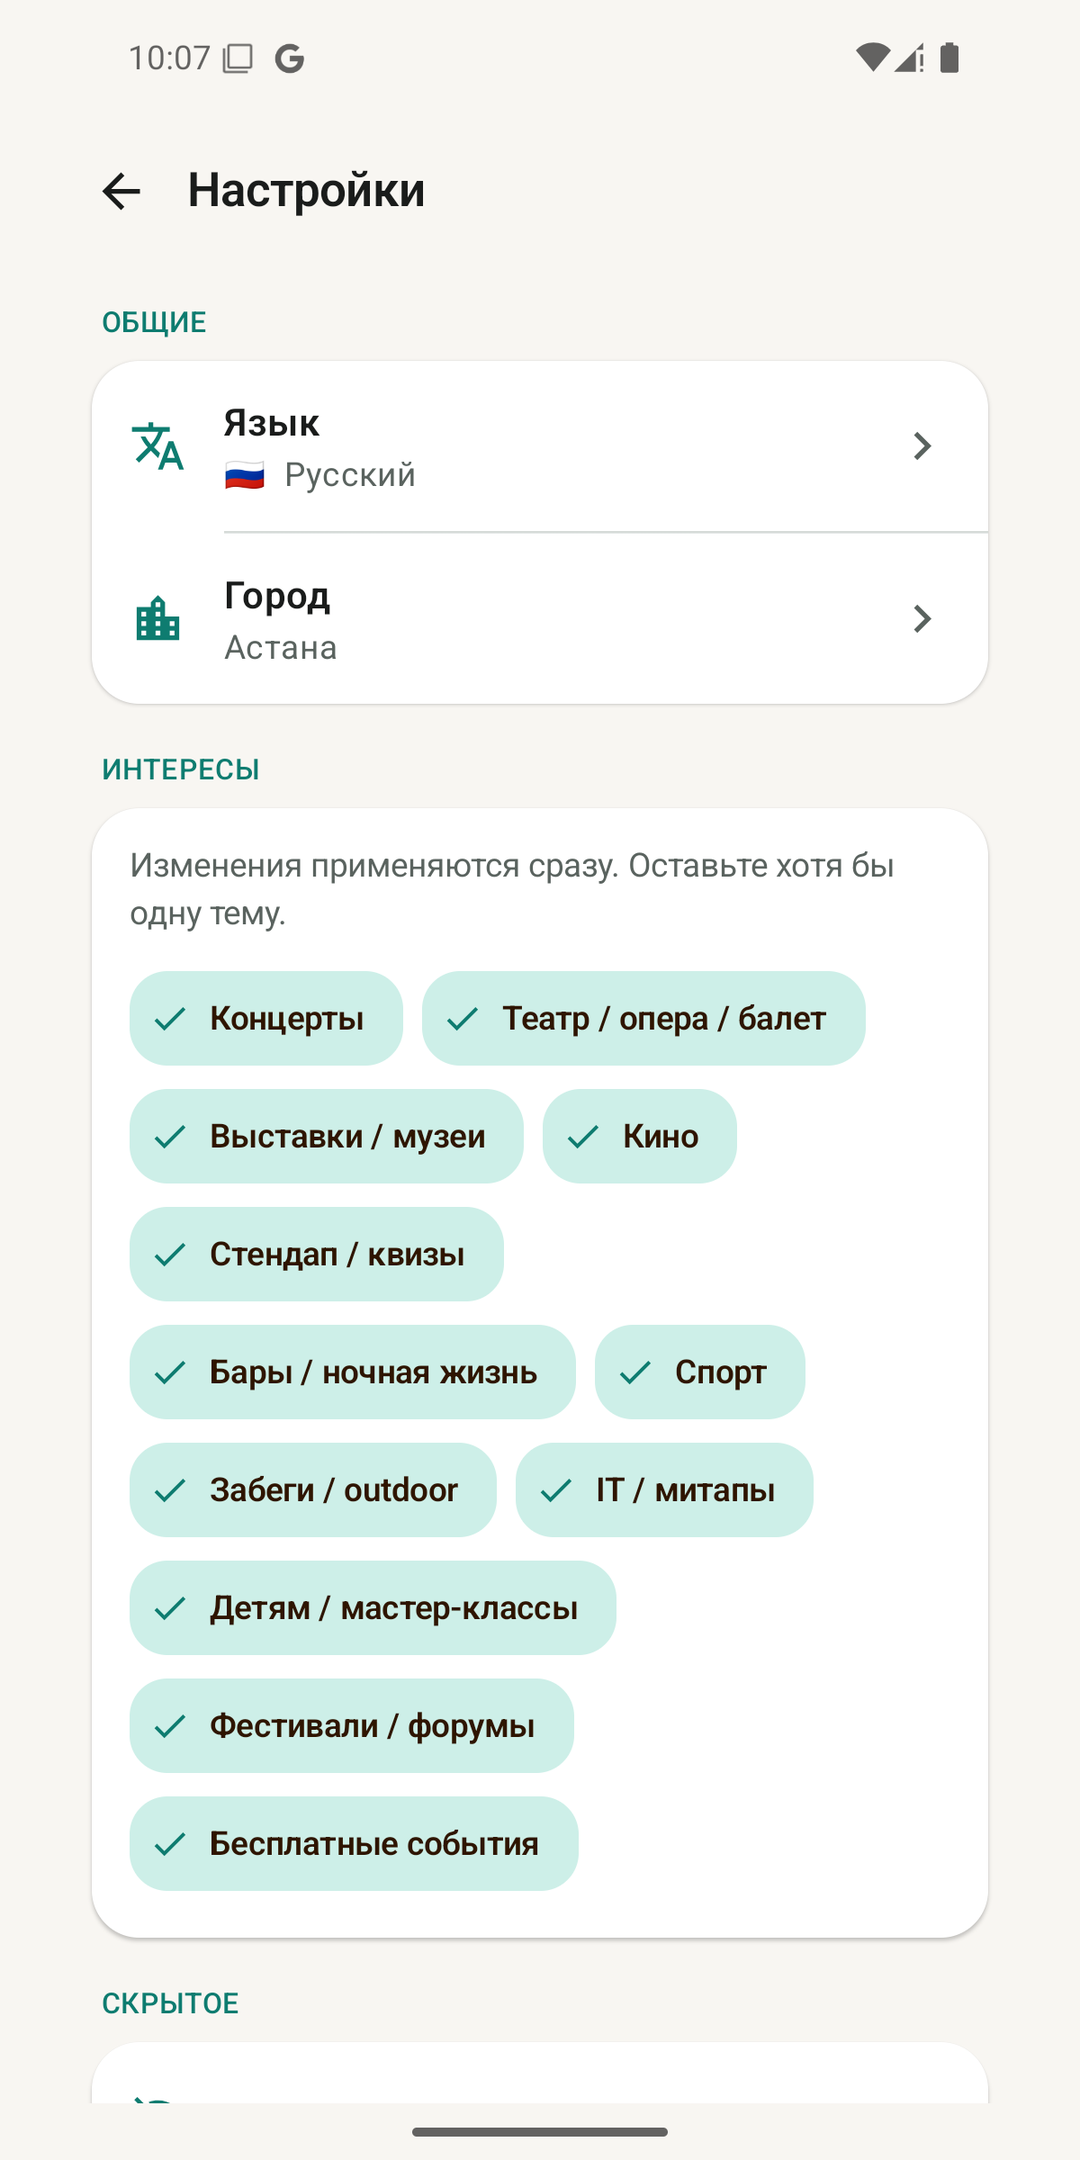 10:07
Настройки
ОБЩИЕ
Язык
Русский
Город
Астана
ИНТЕРЕСЫ
Изменения применяются сразу. Оставьте хотя бы
одну тему.
Концерты
Театр / опера / балет
Выставки / музеи
Кино
Стендап / квизы
Бары / ночная жизнь
Спорт
Забеги / outdoor
IT / митапы
Детям / мастер-классы
Фестивали / форумы
Бесплатные события
СКРЫТОЕ